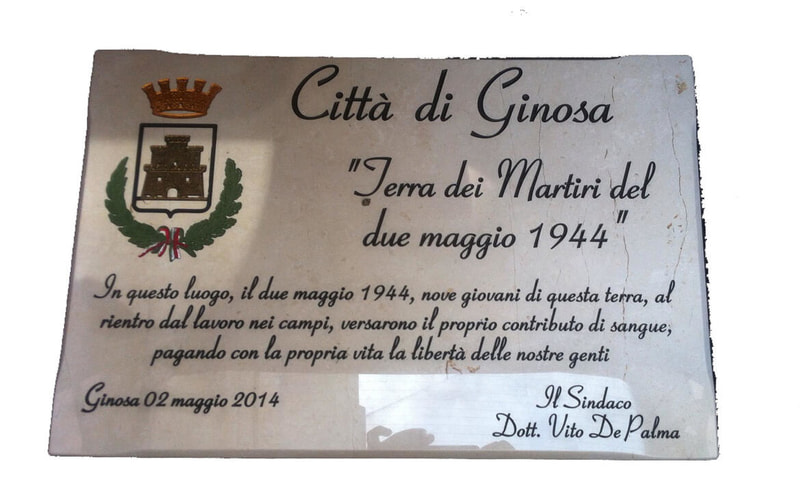 Città di Ginosa
"Terra dei Martiri del
due maggio 1944"
In questo luogo, il due maggio 1944, nove giovani di questa terra, al
rientro dal lavoro nei campi, versarono il proprio contributo di sangue,
pagando con la propria vita la libertà delle nostre genti
Ginosa 02 maggio 2014
Il Sindaco
Dott. Vito De Palma